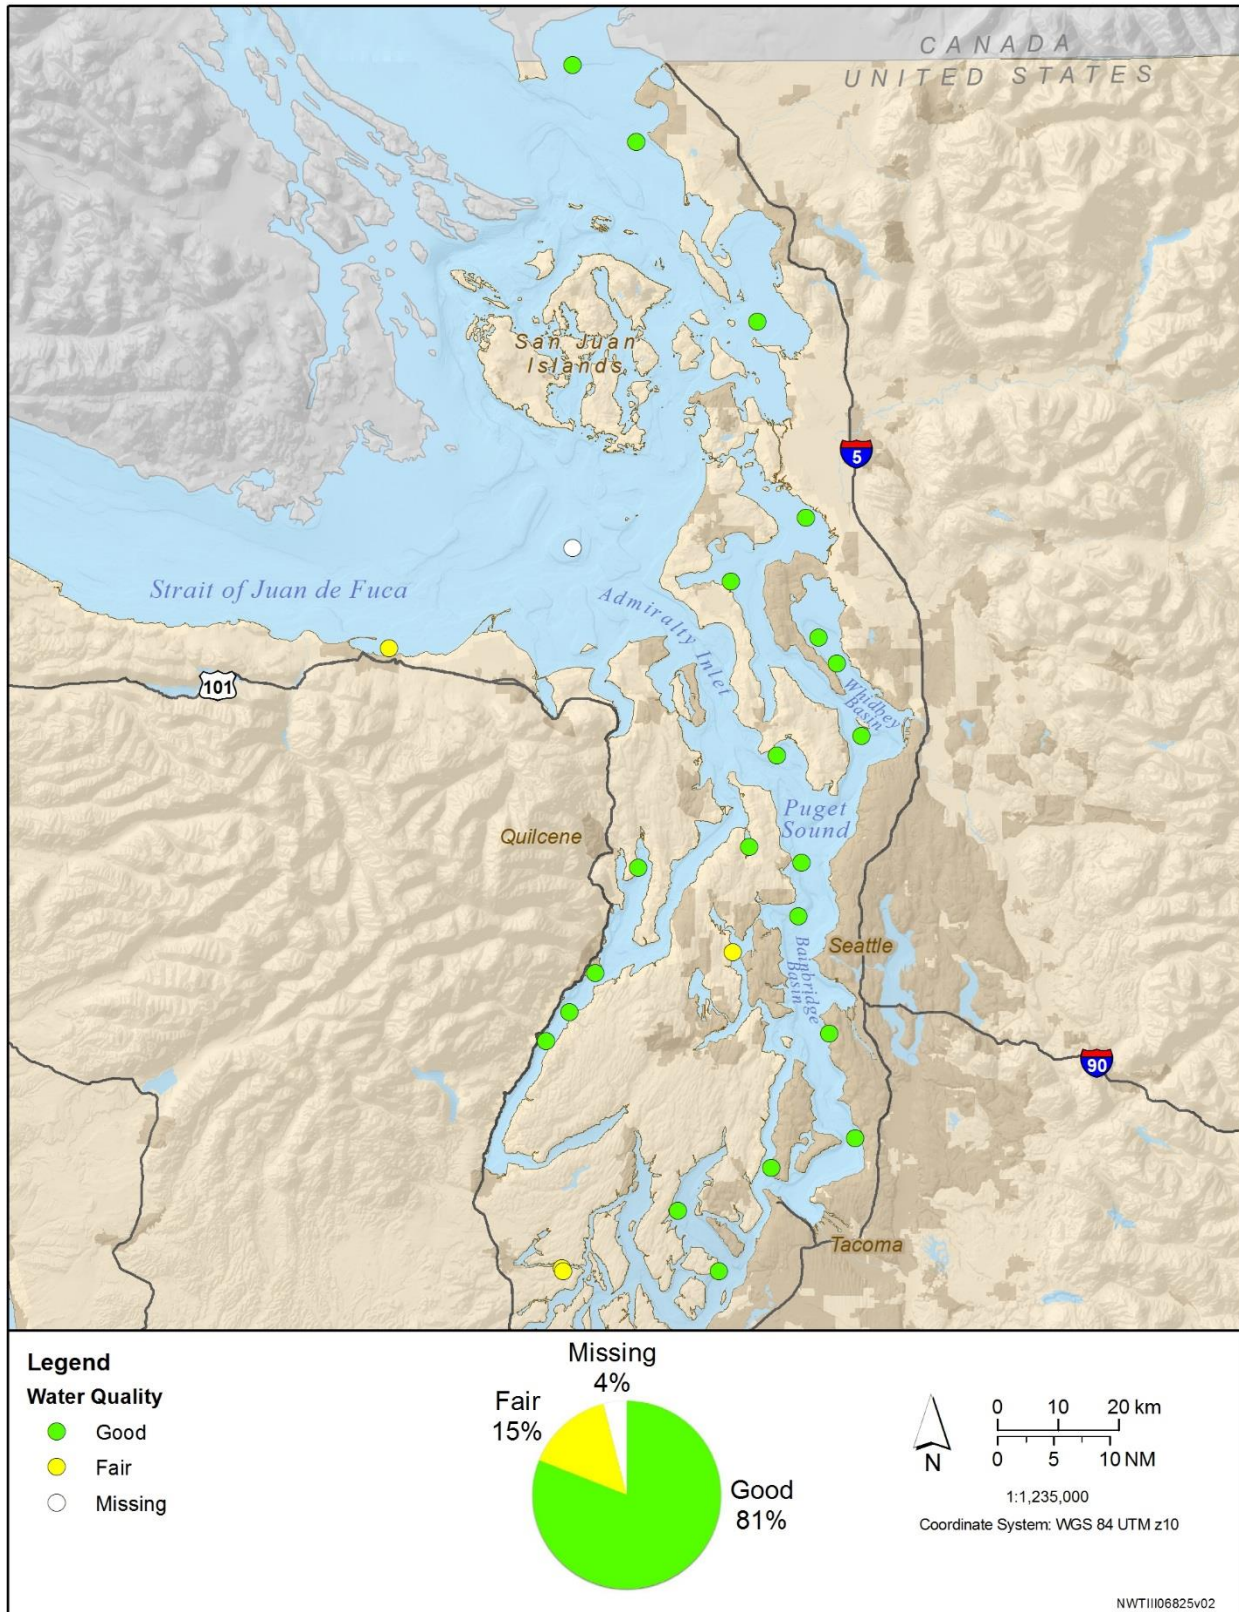 CANADA
UNITED STATES
San Juan
Islands
5
Strait of Juan de Fuca
Admiralty Inlet
101
Whidbey
Basin
Puget
Sound
Quilcene
Seattle
Bainbridge
Basin
90
Tacoma
Legend
Water Quality
Good
Fair
Missing
Missing
4%
Fair
15%
Good
81%
N
0 10 20 km
0 5 10 NM
1:1,235,000
Coordinate System: WGS 84 UTM z10
NWTIII06825v02